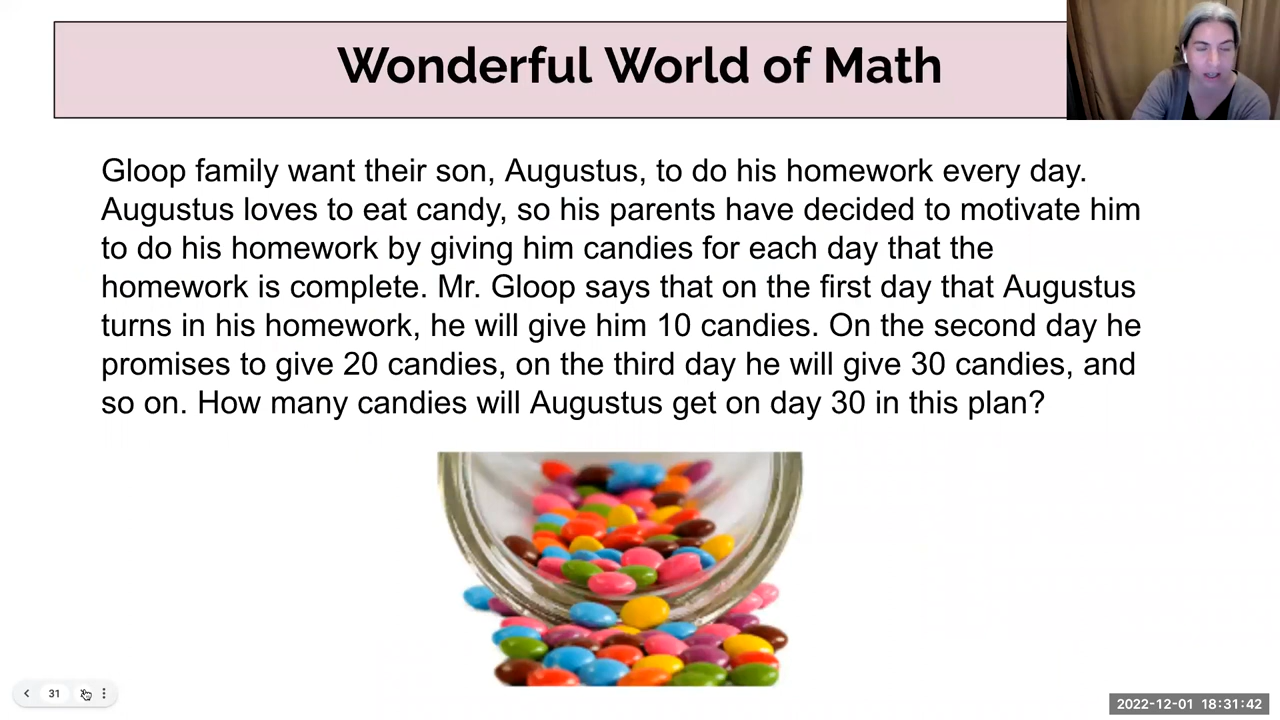 Wonderful World of Math
Gloop family want their son, Augustus, to do his homework every day.
Augustus loves to eat candy, so his parents have decided to motivate him
to do his homework by giving him candies for each day that the
homework is complete. Mr. Gloop says that on the first day that Augustus
turns in his homework, he will give him 10 candies. On the second day he
promises to give 20 candies, on the third day he will give 30 candies, and
so on. How many candies will Augustus get on day 30 in this plan?
31
2022-12-01 18:31:42